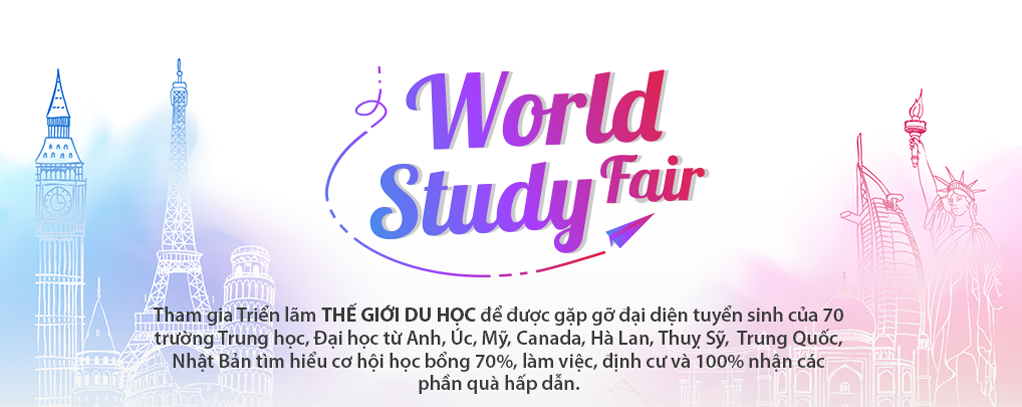 World
Study Fair
Tham gia Triển lãm THẾ GIỚI DU HỌC để được gặp gỡ đại diện tuyển sinh của 70
trường Trung học, Đại học từ Anh, Úc, Mỹ, Canada, Hà Lan, Thuỵ Sỹ, Trung Quốc,
Nhật Bản tìm hiểu cơ hội học bổng 70%, làm việc, định cư và 100% nhận các
phần quà hấp dẫn.